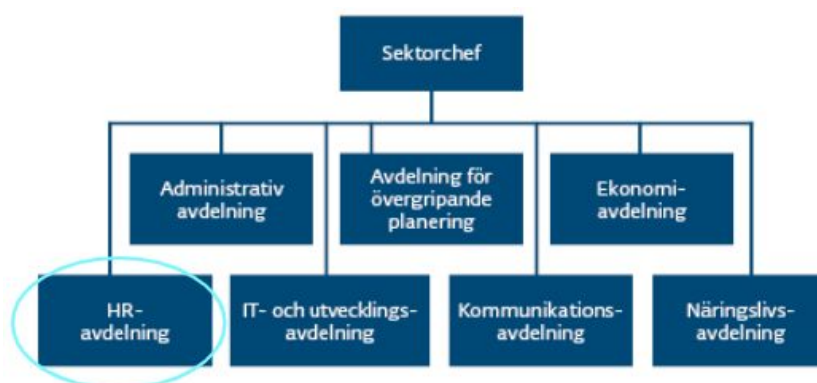 Sektorchef
Administrativ
avdelning
Avdelning för
övergripande
planering
Ekonomi-
avdelning
HR-
avdelning
IT- och utvecklings-
avdelning
Kommunikations-
avdelning
Näringslivs-
avdelning